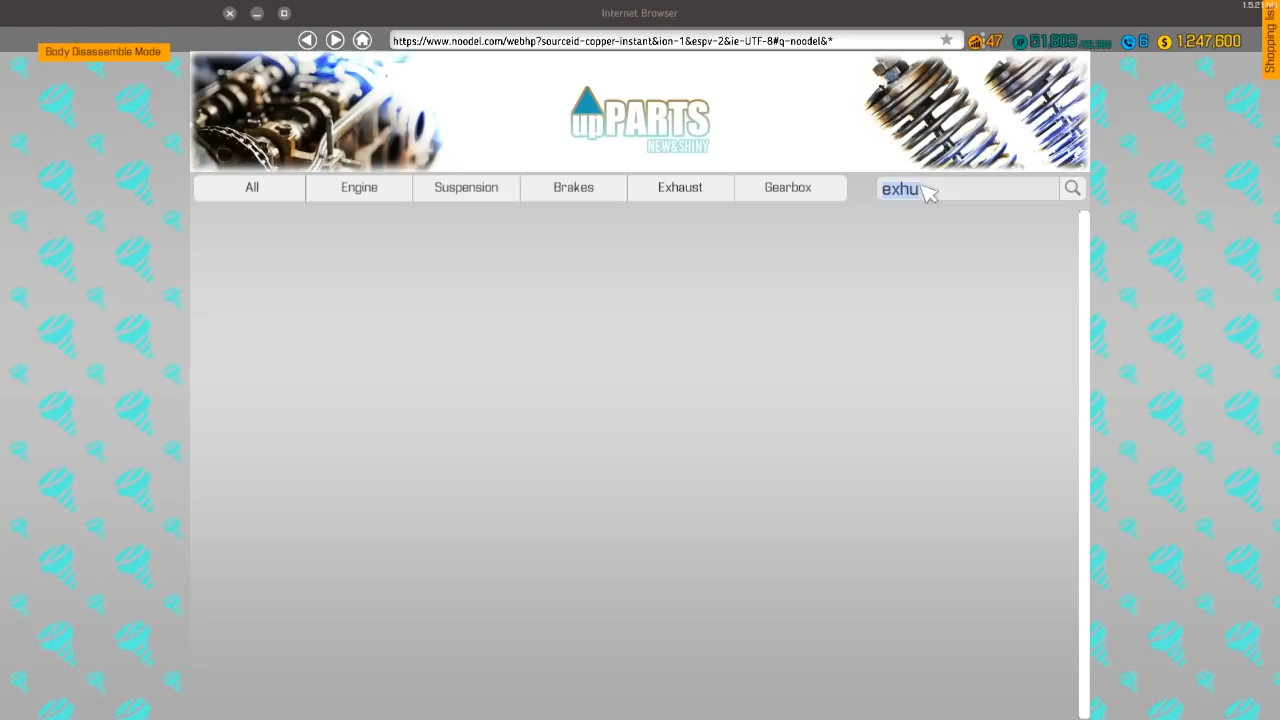 Internet Browser
Body Disassemble Mode
https://www.noodel.com/webhp?sourceid-copper-instant&ion-1&espv-2&ie-UTF-8#q-noodel&*
47
6
1,247,600
Shopping list
upPARTS
NEW&SHINY
All
Engine
Suspension
Brakes
Exhaust
Gearbox
exhu